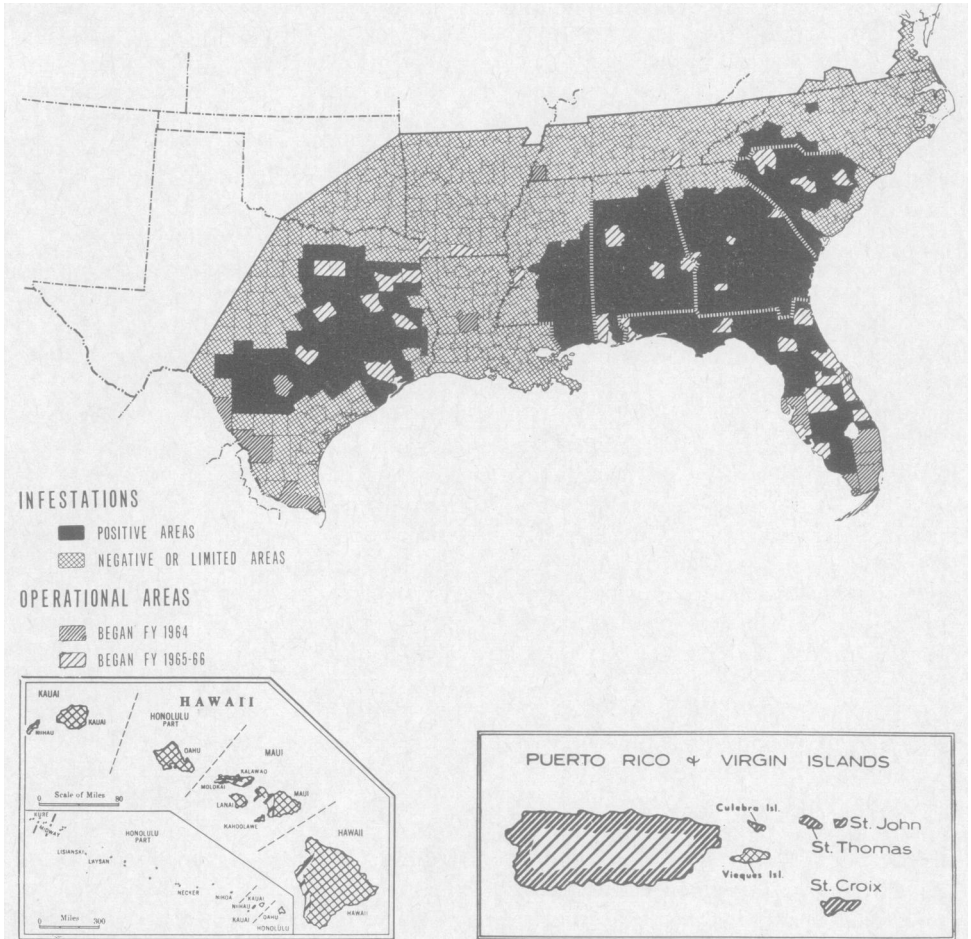 INFESTATIONS
POSITIVE AREAS
NEGATIVE OR LIMITED AREAS
OPERATIONAL AREAS
BEGAN FY 1964
BEGAN FY 1965-66
HAWAII
KAUAI
KAUAI
NIIHAU
HONOLULU
PART
OAHU
MAUI
KALAWAO
MOLOKAI
LANAI
MAUI
KAHOOLAWE
Scale of Miles
0 80
HAWAII
HAWAII
KURE
MIDWAY
LISIANSKI
LAYSAN
HONOLULU
PART
NECKER
NIHOA
KAUAI
NIIHAU
KAUAI
OAHU
HONOLULU
Miles
0 300
PUERTO RICO & VIRGIN ISLANDS
Culebra Isl.
St. John
St. Thomas
Vieques Isl.
St. Croix